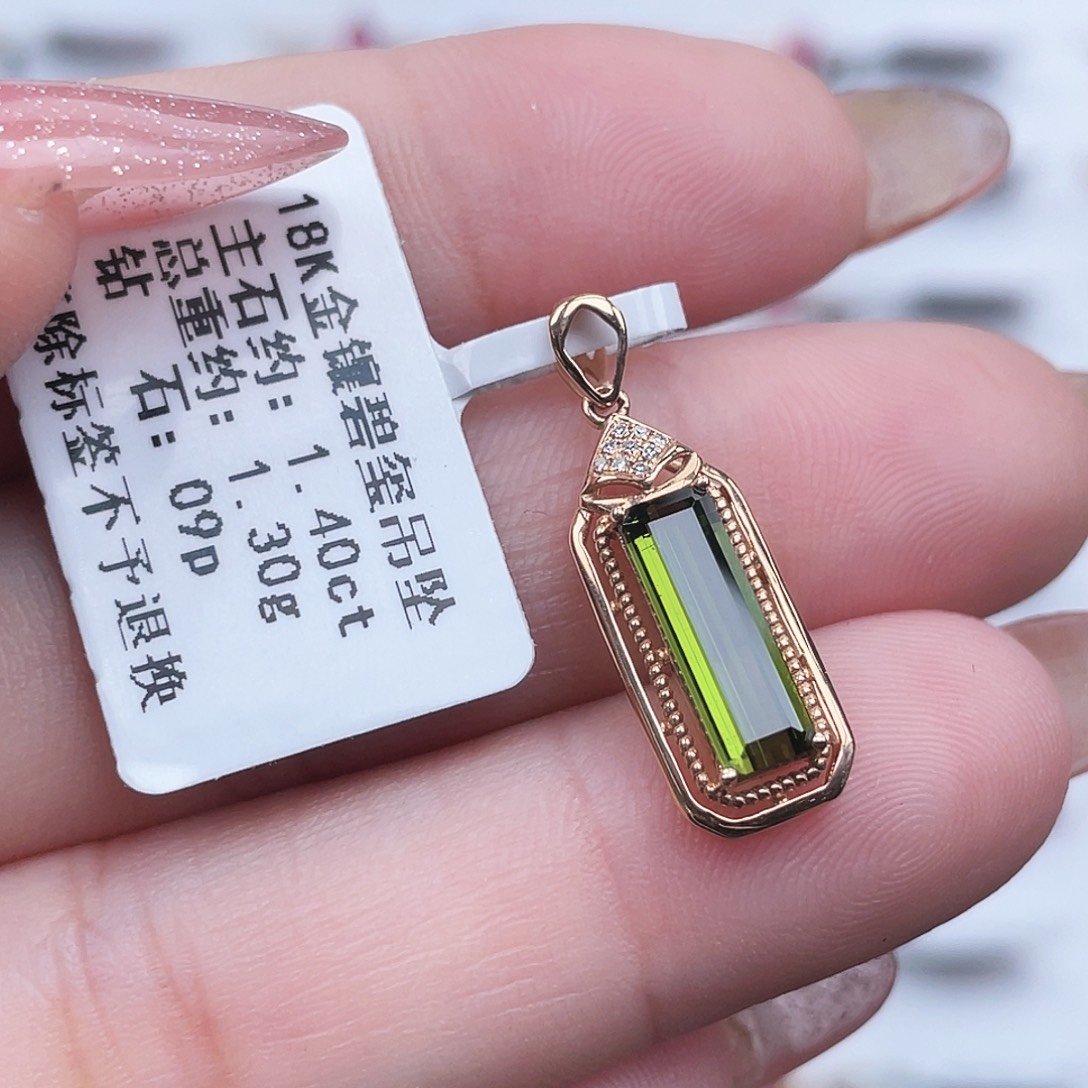 18K金镶碧玺吊坠
主石约: 1.40ct
总重约: 1.30g
钻 石: 09p
除标签不予退换